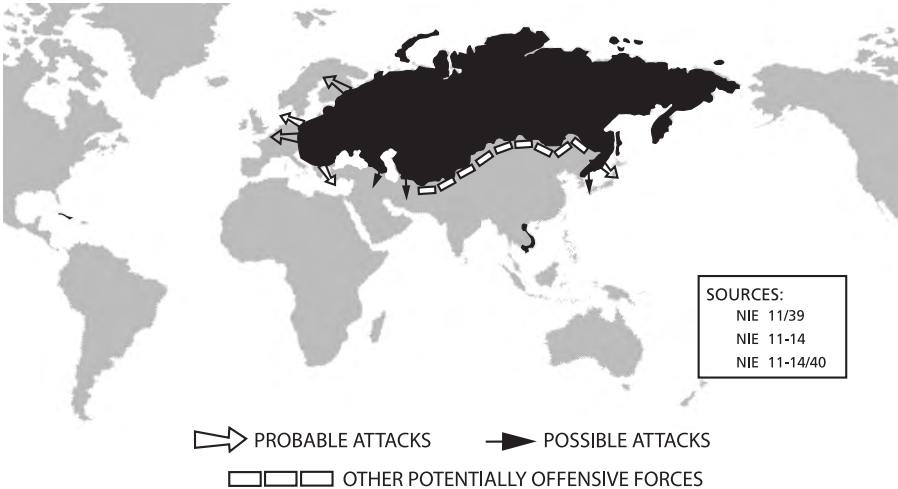 SOURCES:
NIE 11/39
NIE 11-14
NIE 11-14/40
PROBABLE ATTACKS
POSSIBLE ATTACKS
OTHER POTENTIALLY OFFENSIVE FORCES